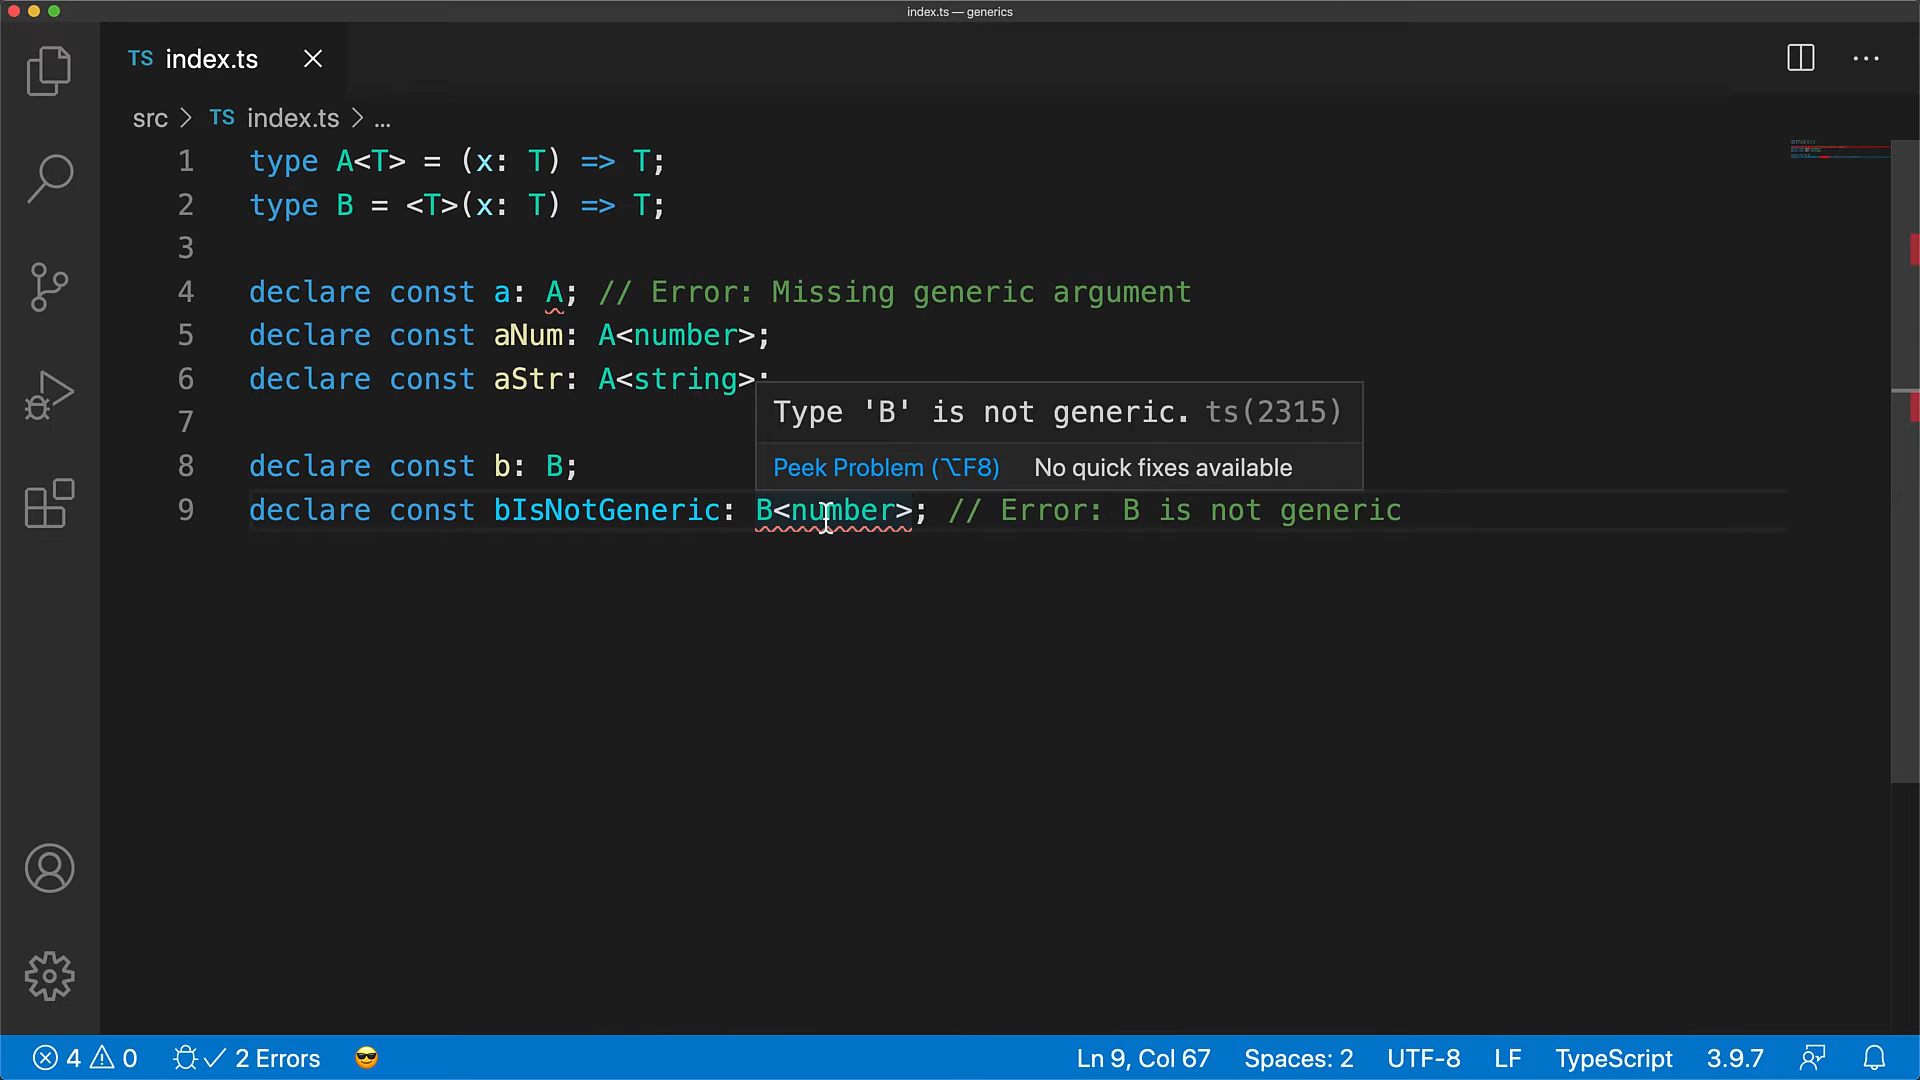 index.ts — generics
TS index.ts
src > TS index.ts > ...
1 type A<T> = (x: T) => T;
2 type B = <T>(x: T) => T;
3
4 declare const a: A; // Error: Missing generic argument
5 declare const aNum: A<number>;
6 declare const aStr: A<string>;
Type 'B' is not generic. ts(2315)
7
Peek Problem (⌥F8) No quick fixes available
8 declare const b: B;
9 declare const bIsNotGeneric: B<number>; // Error: B is not generic
4 0 2 Errors Ln 9, Col 67 Spaces: 2 UTF-8 LF TypeScript 3.9.7